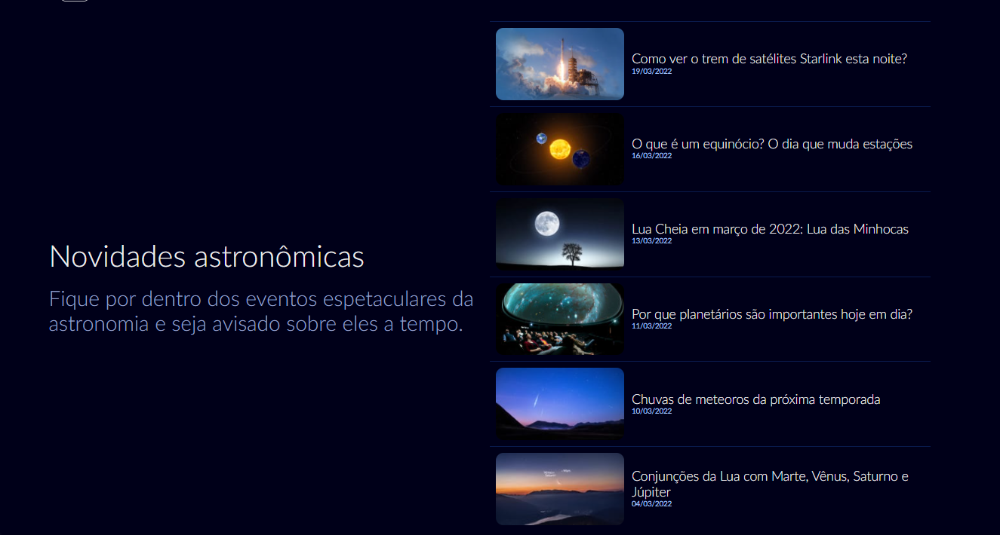 Novidades astronômicas
Fique por dentro dos eventos espetaculares da
astronomia e seja avisado sobre eles a tempo.
Como ver o trem de satélites Starlink esta noite?
19/03/2022
O que é um equinócio? O dia que muda estações
16/03/2022
Lua Cheia em março de 2022: Lua das Minhocas
13/03/2022
Por que planetários são importantes hoje em dia?
11/03/2022
Chuvas de meteoros da próxima temporada
10/03/2022
Conjunções da Lua com Marte, Vênus, Saturno e
Júpiter
04/03/2022